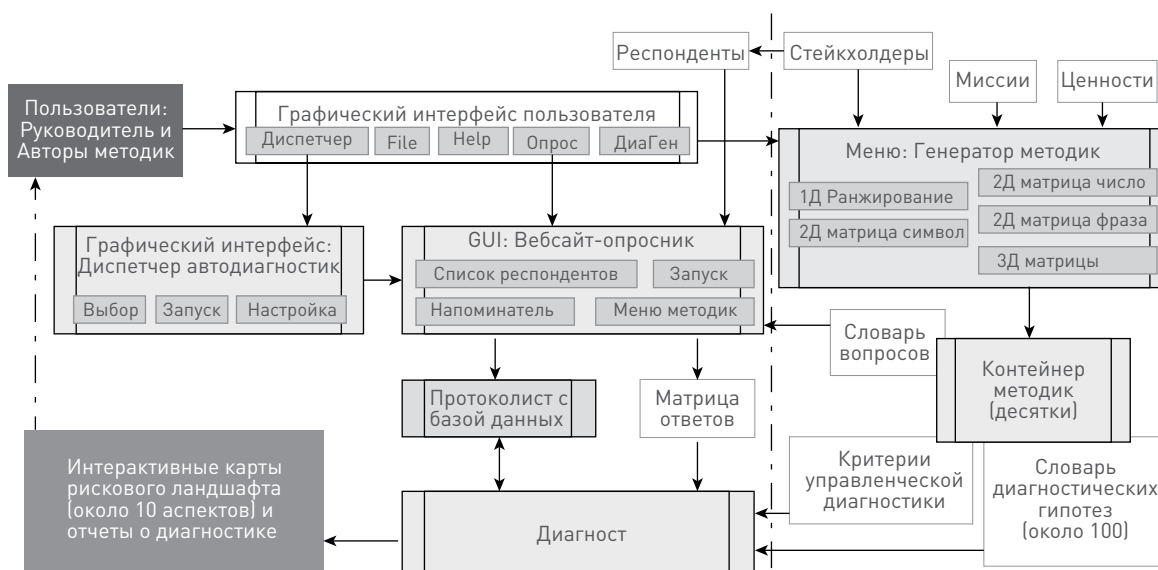 Респонденты
Стейкхолдеры
Миссии
Ценности
Пользователи:
Руководитель и
Авторы методик
Графический интерфейс пользователя
Диспетчер
File
Help
Опрос
ДиаГен
Меню: Генератор методик
1Д Ранжирование
2Д матрица символ
2Д матрица число
2Д матрица фраза
3Д матрицы
Графический интерфейс:
Диспетчер автодиагностик
Выбор
Запуск
Настройка
GUI: Вебсайт-опросник
Список респондентов
Запуск
Напоминатель
Меню методик
Словарь
вопросов
Контейнер
методик
(десятки)
Протоколист с
базой данных
Матрица
ответов
Интерактивные карты
рискового ландшафта
(около 10 аспектов) и
отчеты о диагностике
Диагност
Критерии
управленческой
диагностики
Словарь
диагностических
гипотез
(около 100)